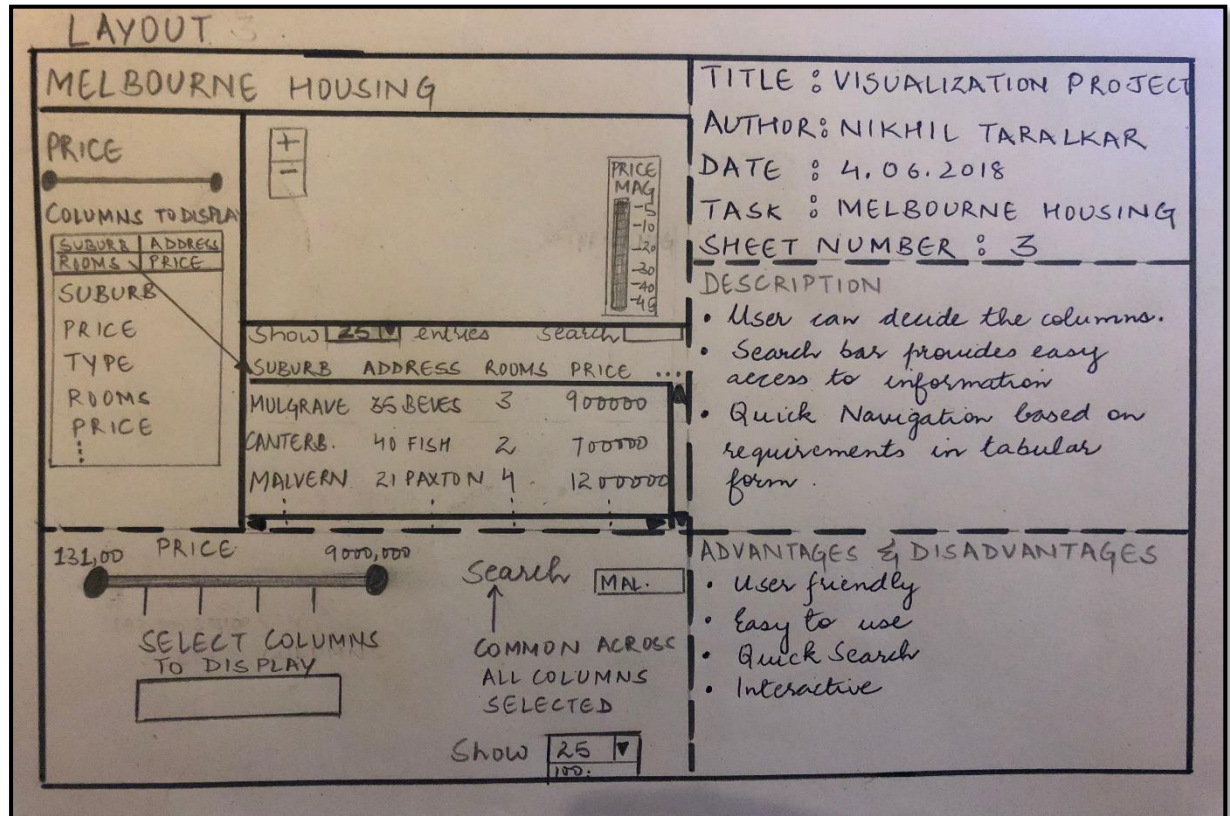 LAYOUT 3
MELBOURNE HOUSING
PRICE
COLUMNS TO DISPLAY
SUBURB ADDRESS
ROOMS PRICE
SUBURB
PRICE
TYPE
ROOMS
PRICE
+
-
PRICE
MAG
-5
-10
-20
-30
-40
-49
Show 25 entries Search
SUBURB ADDRESS ROOMS PRICE ...
MULGRAVE 35 BEVES 3 900000
CANTERB. 40 FISH 2 700000
MALVERN 21 PAXTON 4 1200000
131,00 PRICE 9000,000
SELECT COLUMNS
TO DISPLAY
Search MAL.
COMMON ACROSS
ALL COLUMNS
SELECTED
Show 25
100.
TITLE : VISUALIZATION PROJECT
AUTHOR: NIKHIL TARALKAR
DATE : 4.06.2018
TASK : MELBOURNE HOUSING
SHEET NUMBER : 3
DESCRIPTION
• User can decide the columns.
• Search bar provides easy
access to information
• Quick Navigation based on
requirements in tabular
form.
ADVANTAGES & DISADVANTAGES
• User friendly
• Easy to use
• Quick Search
• Interactive